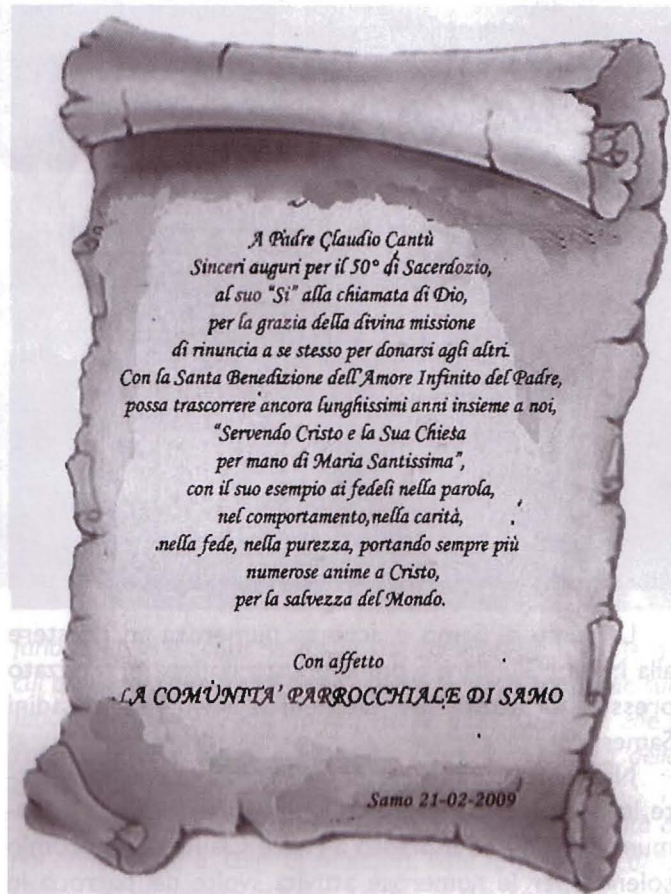 A Padre Claudio Cantù
Sinceri auguri per il 50° di Sacerdozio,
al suo "Si" alla chiamata di Dio,
per la grazia della divina missione
di rinuncia a se stesso per donarsi agli altri.
Con la Santa Benedizione dell'Amore Infinito del Padre,
possa trascorrere ancora lunghissimi anni insieme a noi,
"Servendo Cristo e la Sua Chiesa
per mano di Maria Santissima",
con il suo esempio ai fedeli nella parola,
nel comportamento, nella carità,
nella fede, nella purezza, portando sempre più
numerose anime a Cristo,
per la salvezza del Mondo.
Con affetto
LA COMUNITA' PARROCCHIALE DI SAMO
Samo 21-02-2009